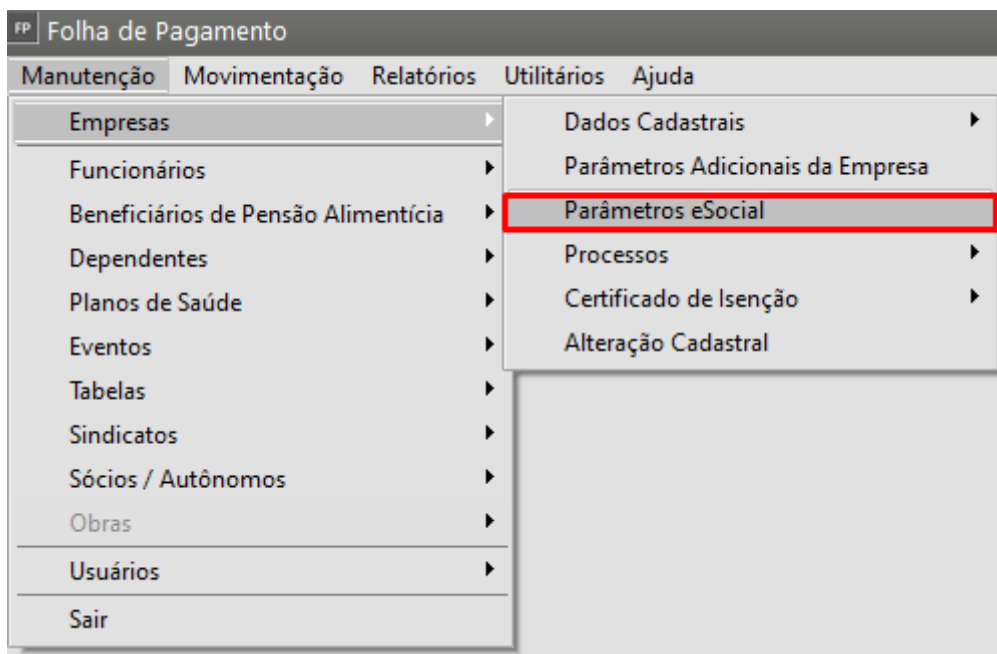 FP Folha de Pagamento
Manutenção Movimentação Relatórios Utilitários Ajuda
Empresas
Funcionários
Beneficiários de Pensão Alimentícia
Dependentes
Planos de Saúde
Eventos
Tabelas
Sindicatos
Sócios / Autônomos
Obras
Usuários
Sair
Dados Cadastrais
Parâmetros Adicionais da Empresa
Parâmetros eSocial
Processos
Certificado de Isenção
Alteração Cadastral